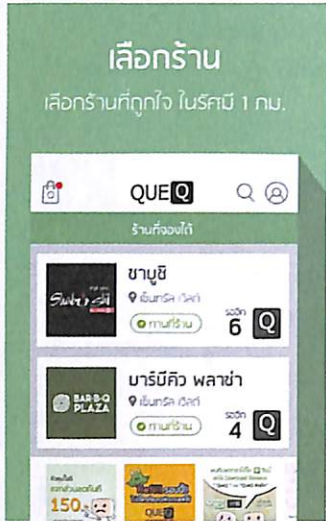 เลือกร้าน
เลือกร้านที่ถูกใจ ในรัศมี 1 กม.
QUEQ
ร้านที่จองได้
ชาบูชิ
เซ็นทรัล เวิลด์
ทานที่ร้าน
รออีก
6 Q
BAR·B·Q
PLAZA
บาร์บีคิว พลาซ่า
เซ็นทรัล เวิลด์
ทานที่ร้าน
รออีก
4 Q
150.-
QUEQ